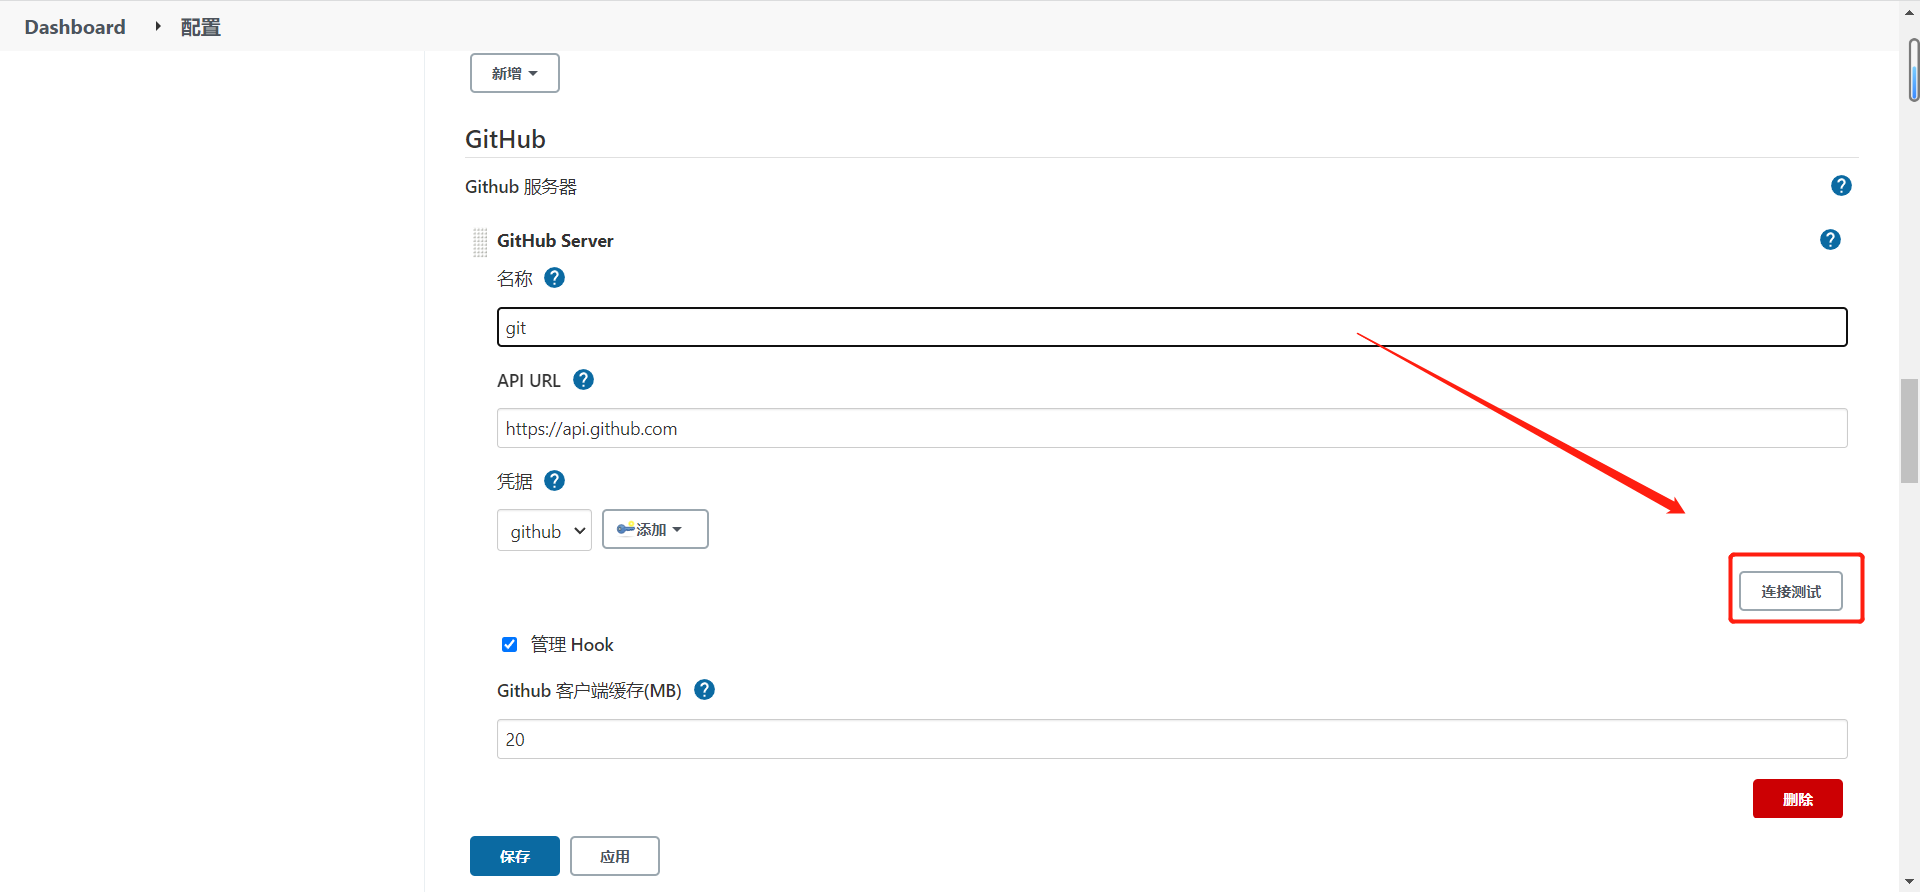 Dashboard 配置
新增
GitHub
Github 服务器
GitHub Server
名称
git
API URL
https://api.github.com
凭据
github 添加
连接测试
管理 Hook
Github 客户端缓存(MB)
20
删除
保存 应用